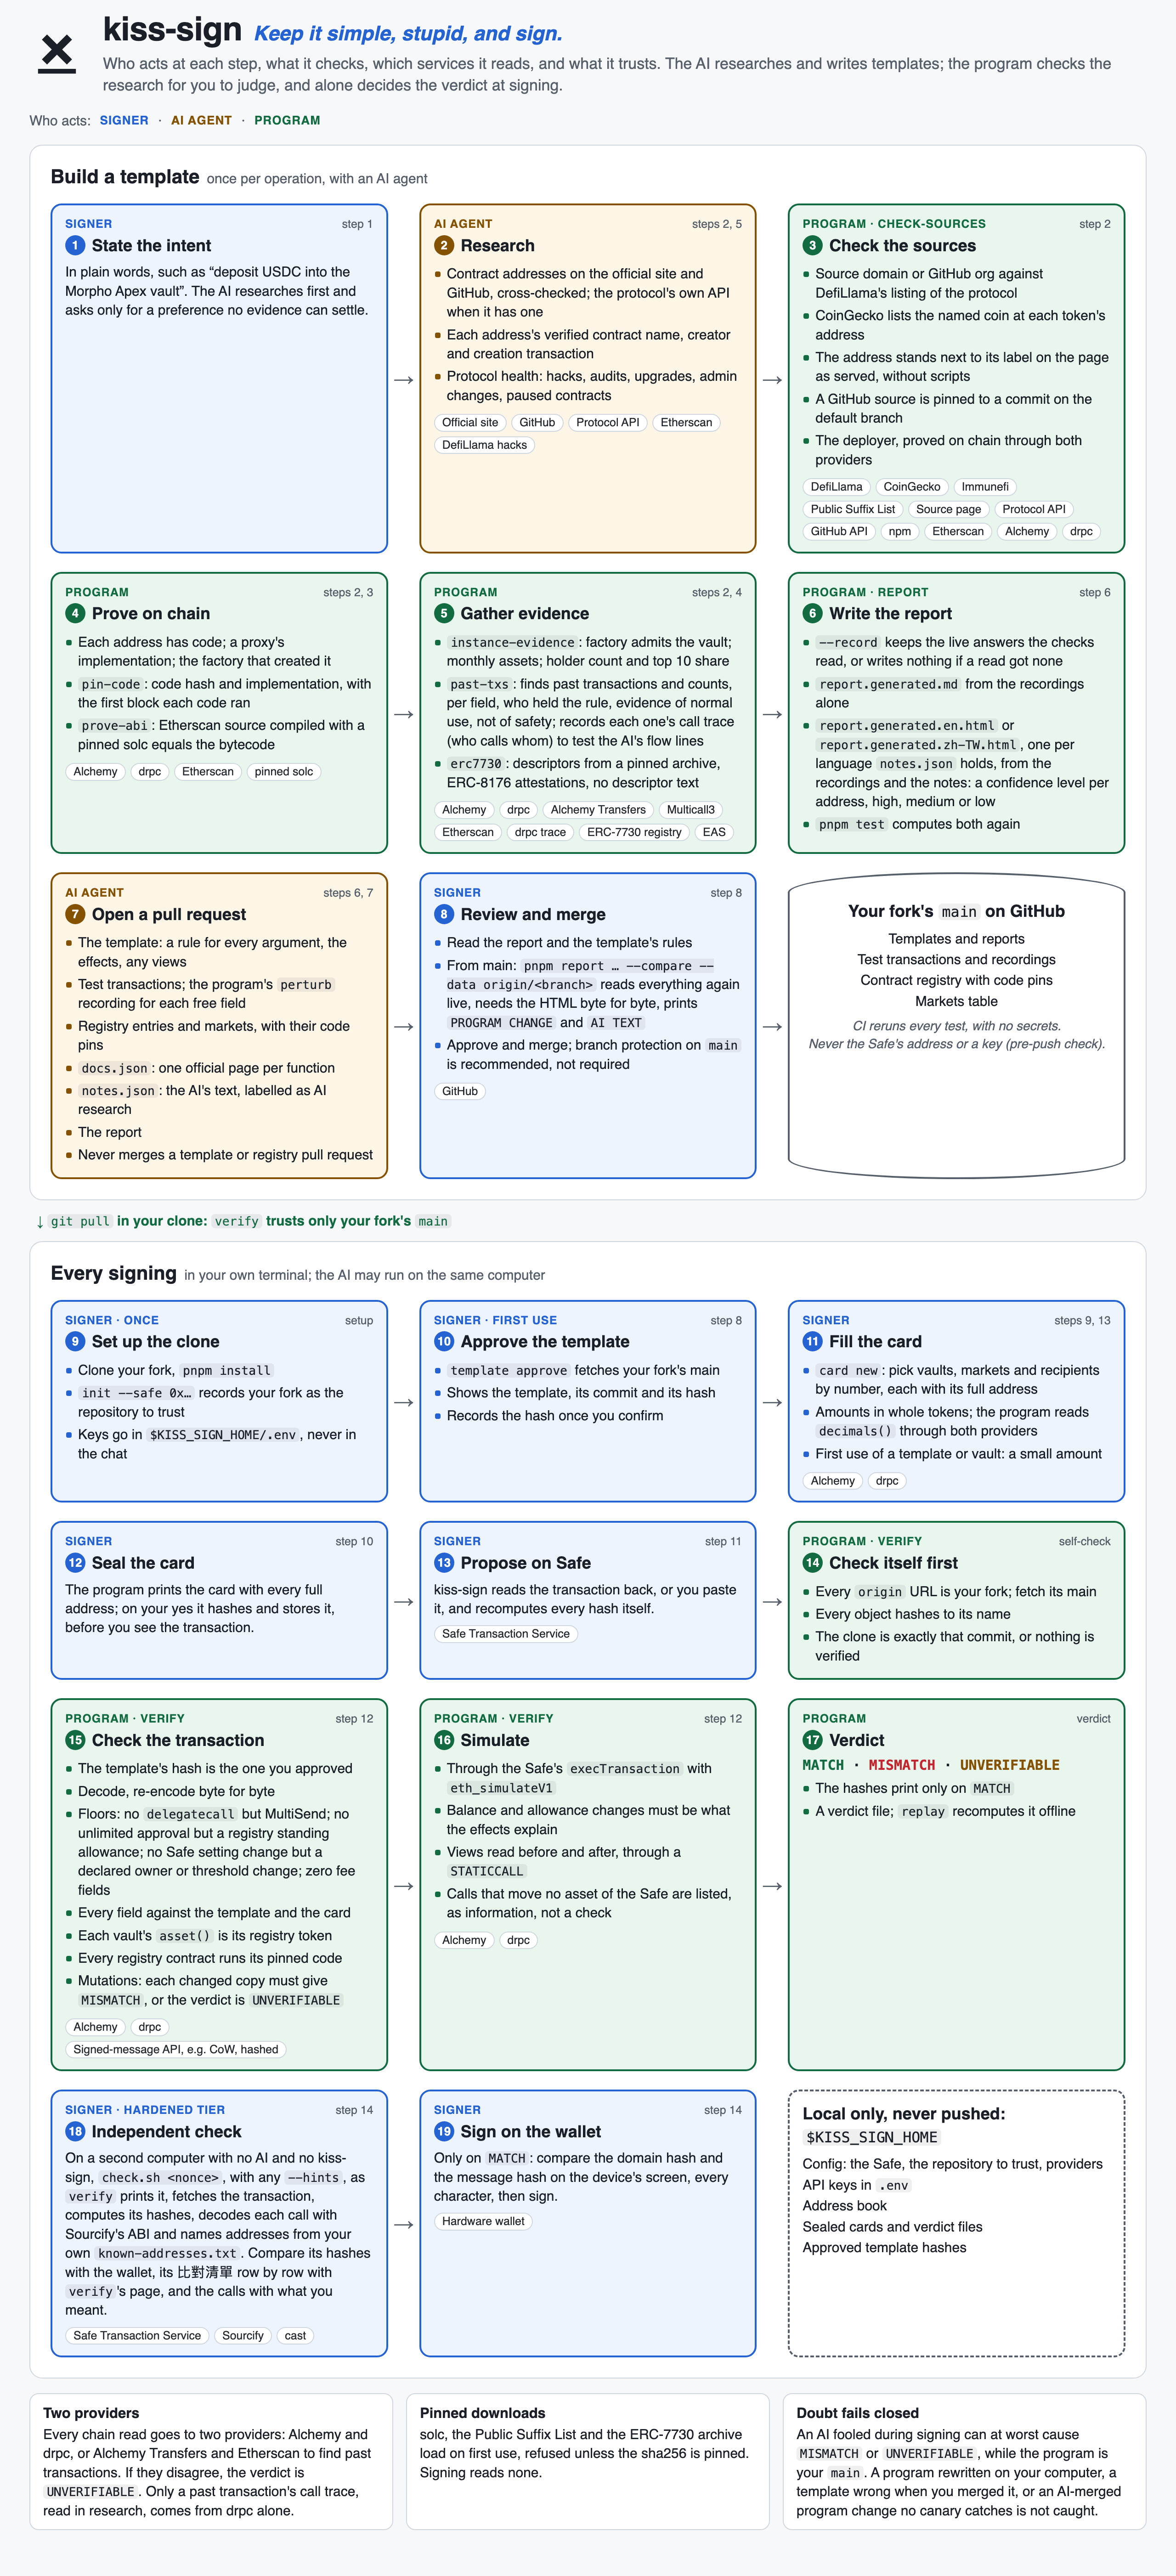 kiss-sign Keep it simple, stupid, and sign.
Who acts at each step, what it checks, which services it reads, and what it trusts. The AI researches and writes templates; the program checks the
research for you to judge, and alone decides the verdict at signing.
Who acts: SIGNER · AI AGENT · PROGRAM
Build a template once per operation, with an AI agent
SIGNER step 1
1 State the intent
In plain words, such as “deposit USDC into the
Morpho Apex vault”. The AI researches first and
asks only for a preference no evidence can settle.
→
AI AGENT steps 2, 5
2 Research
Contract addresses on the official site and
GitHub, cross-checked; the protocol's own API
when it has one
Each address's verified contract name, creator
and creation transaction
Protocol health: hacks, audits, upgrades, admin
changes, paused contracts
Official site GitHub Protocol API Etherscan
DefiLlama hacks
→
PROGRAM · CHECK-SOURCES step 2
3 Check the sources
Source domain or GitHub org against
DefiLlama's listing of the protocol
CoinGecko lists the named coin at each token's
address
The address stands next to its label on the page
as served, without scripts
A GitHub source is pinned to a commit on the
default branch
The deployer, proved on chain through both
providers
DefiLlama CoinGecko Immunefi
Public Suffix List Source page Protocol API
GitHub API npm Etherscan Alchemy drpc
PROGRAM steps 2, 3
4 Prove on chain
Each address has code; a proxy's
implementation; the factory that created it
pin-code: code hash and implementation, with
the first block each code ran
prove-abi: Etherscan source compiled with a
pinned solc equals the bytecode
Alchemy drpc Etherscan pinned solc
→
PROGRAM steps 2, 4
5 Gather evidence
instance-evidence: factory admits the vault;
monthly assets; holder count and top 10 share
past-txs: finds past transactions and counts,
per field, who held the rule, evidence of normal
use, not of safety; records each one's call trace
(who calls whom) to test the AI's flow lines
erc7730: descriptors from a pinned archive,
ERC-8176 attestations, no descriptor text
Alchemy drpc Alchemy Transfers Multicall3
Etherscan drpc trace ERC-7730 registry EAS
→
PROGRAM · REPORT step 6
6 Write the report
--record keeps the live answers the checks
read, or writes nothing if a read got none
report.generated.md from the recordings
alone
report.generated.en.html or
report.generated.zh-TW.html, one per
language notes.json holds, from the
recordings and the notes: a confidence level per
address, high, medium or low
pnpm test computes both again
AI AGENT steps 6, 7
7 Open a pull request
The template: a rule for every argument, the
effects, any views
Test transactions; the program's perturb
recording for each free field
Registry entries and markets, with their code
pins
docs.json: one official page per function
notes.json: the AI's text, labelled as AI
research
The report
Never merges a template or registry pull request
→
SIGNER step 8
8 Review and merge
Read the report and the template's rules
From main: pnpm report … --compare --
data origin/<branch> reads everything again
live, needs the HTML byte for byte, prints
PROGRAM CHANGE and AI TEXT
Approve and merge; branch protection on main
is recommended, not required
GitHub
→
Your fork's main on GitHub
Templates and reports
Test transactions and recordings
Contract registry with code pins
Markets table
CI reruns every test, with no secrets.
Never the Safe's address or a key (pre-push check).
↓ git pull in your clone: verify trusts only your fork's main
Every signing in your own terminal; the AI may run on the same computer
SIGNER · ONCE setup
9 Set up the clone
Clone your fork, pnpm install
init --safe 0x… records your fork as the
repository to trust
Keys go in $KISS_SIGN_HOME/.env, never in
the chat
→
SIGNER · FIRST USE step 8
10 Approve the template
template approve fetches your fork's main
Shows the template, its commit and its hash
Records the hash once you confirm
→
SIGNER steps 9, 13
11 Fill the card
card new: pick vaults, markets and recipients
by number, each with its full address
Amounts in whole tokens; the program reads
decimals() through both providers
First use of a template or vault: a small amount
Alchemy drpc
SIGNER step 10
12 Seal the card
The program prints the card with every full
address; on your yes it hashes and stores it,
before you see the transaction.
→
SIGNER step 11
13 Propose on Safe
kiss-sign reads the transaction back, or you paste
it, and recomputes every hash itself.
Safe Transaction Service
→
PROGRAM · VERIFY self-check
14 Check itself first
Every origin URL is your fork; fetch its main
Every object hashes to its name
The clone is exactly that commit, or nothing is
verified
PROGRAM · VERIFY step 12
15 Check the transaction
The template's hash is the one you approved
Decode, re-encode byte for byte
Floors: no delegatecall but MultiSend; no
unlimited approval but a registry standing
allowance; no Safe setting change but a
declared owner or threshold change; zero fee
fields
Every field against the template and the card
Each vault's asset() is its registry token
Every registry contract runs its pinned code
Mutations: each changed copy must give
MISMATCH, or the verdict is UNVERIFIABLE
Alchemy drpc
Signed-message API, e.g. CoW, hashed
→
PROGRAM · VERIFY step 12
16 Simulate
Through the Safe's execTransaction with
eth_simulateV1
Balance and allowance changes must be what
the effects explain
Views read before and after, through a
STATICCALL
Calls that move no asset of the Safe are listed,
as information, not a check
Alchemy drpc
→
PROGRAM verdict
17 Verdict
MATCH · MISMATCH · UNVERIFIABLE
The hashes print only on MATCH
A verdict file; replay recomputes it offline
SIGNER · HARDENED TIER step 14
18 Independent check
On a second computer with no AI and no kiss-
sign, check.sh <nonce>, with any --hints, as
verify prints it, fetches the transaction,
computes its hashes, decodes each call with
Sourcify's ABI and names addresses from your
own known-addresses.txt. Compare its hashes
with the wallet, its 比對清單 row by row with
verify's page, and the calls with what you
meant.
Safe Transaction Service Sourcify cast
→
SIGNER step 14
19 Sign on the wallet
Only on MATCH: compare the domain hash and
the message hash on the device's screen, every
character, then sign.
Hardware wallet
Local only, never pushed:
$KISS_SIGN_HOME
Config: the Safe, the repository to trust, providers
API keys in .env
Address book
Sealed cards and verdict files
Approved template hashes
Two providers
Every chain read goes to two providers: Alchemy and
drpc, or Alchemy Transfers and Etherscan to find past
transactions. If they disagree, the verdict is
UNVERIFIABLE. Only a past transaction's call trace,
read in research, comes from drpc alone.
Pinned downloads
solc, the Public Suffix List and the ERC-7730 archive
load on first use, refused unless the sha256 is pinned.
Signing reads none.
Doubt fails closed
An AI fooled during signing can at worst cause
MISMATCH or UNVERIFIABLE, while the program is
your main. A program rewritten on your computer, a
template wrong when you merged it, or an AI-merged
program change no canary catches is not caught.